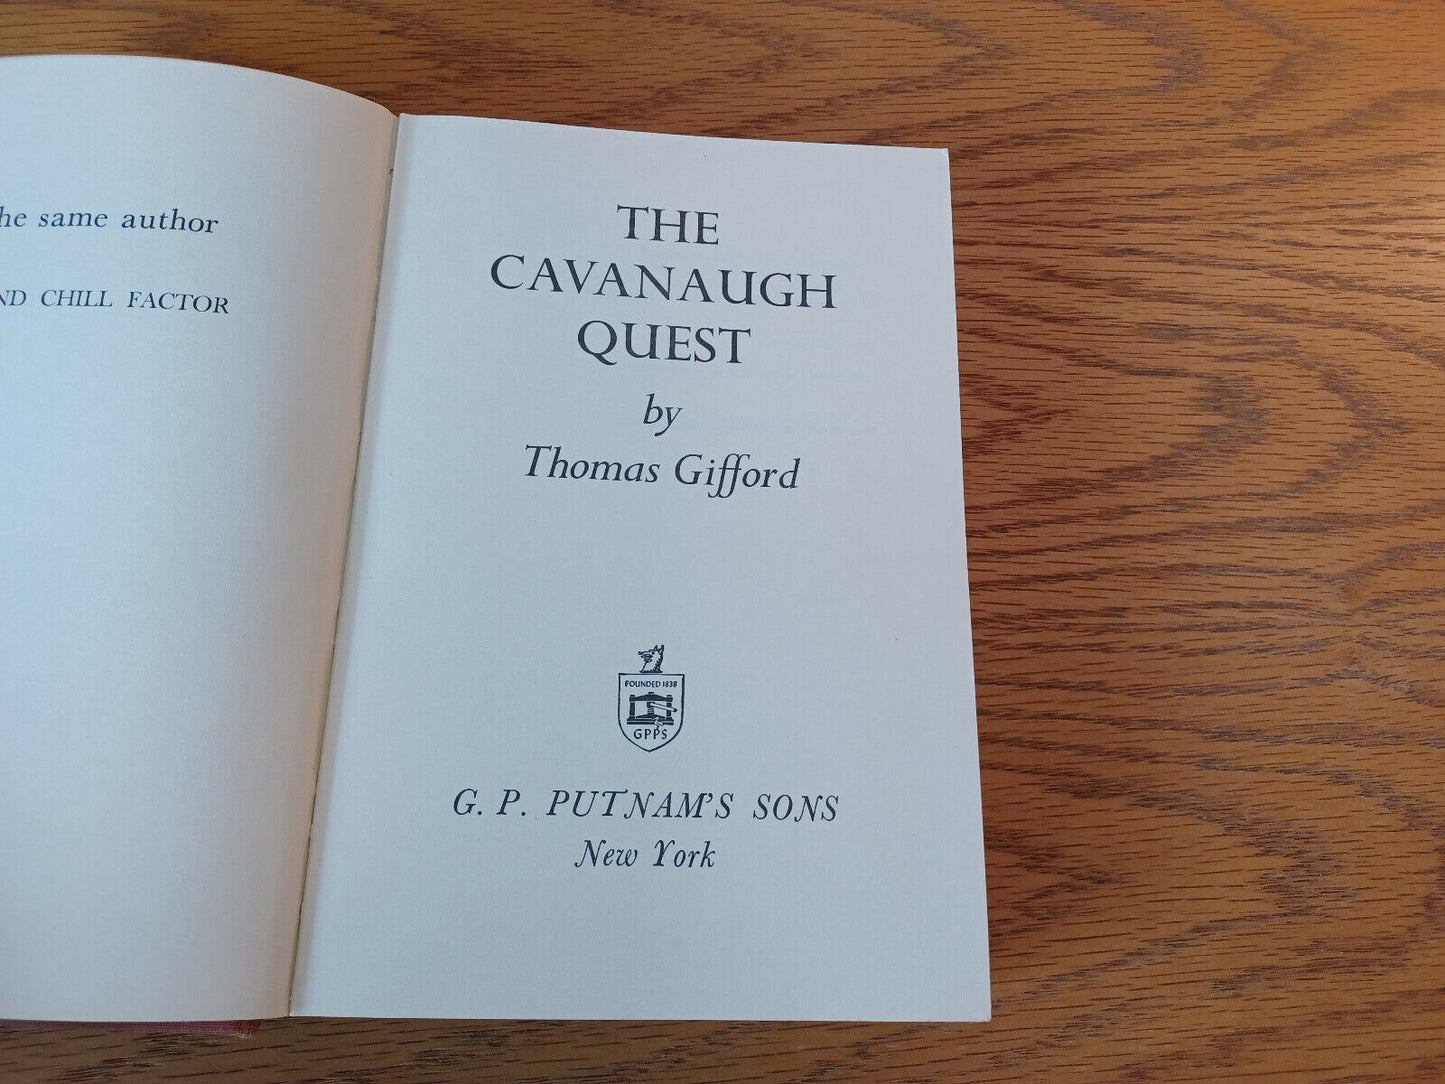 he same author
ND CHILL FACTOR
THE
CAVANAUGH
QUEST
by
Thomas Gifford
FOUNDED 1838
GPPS
G. P. PUTNAM'S SONS
New York